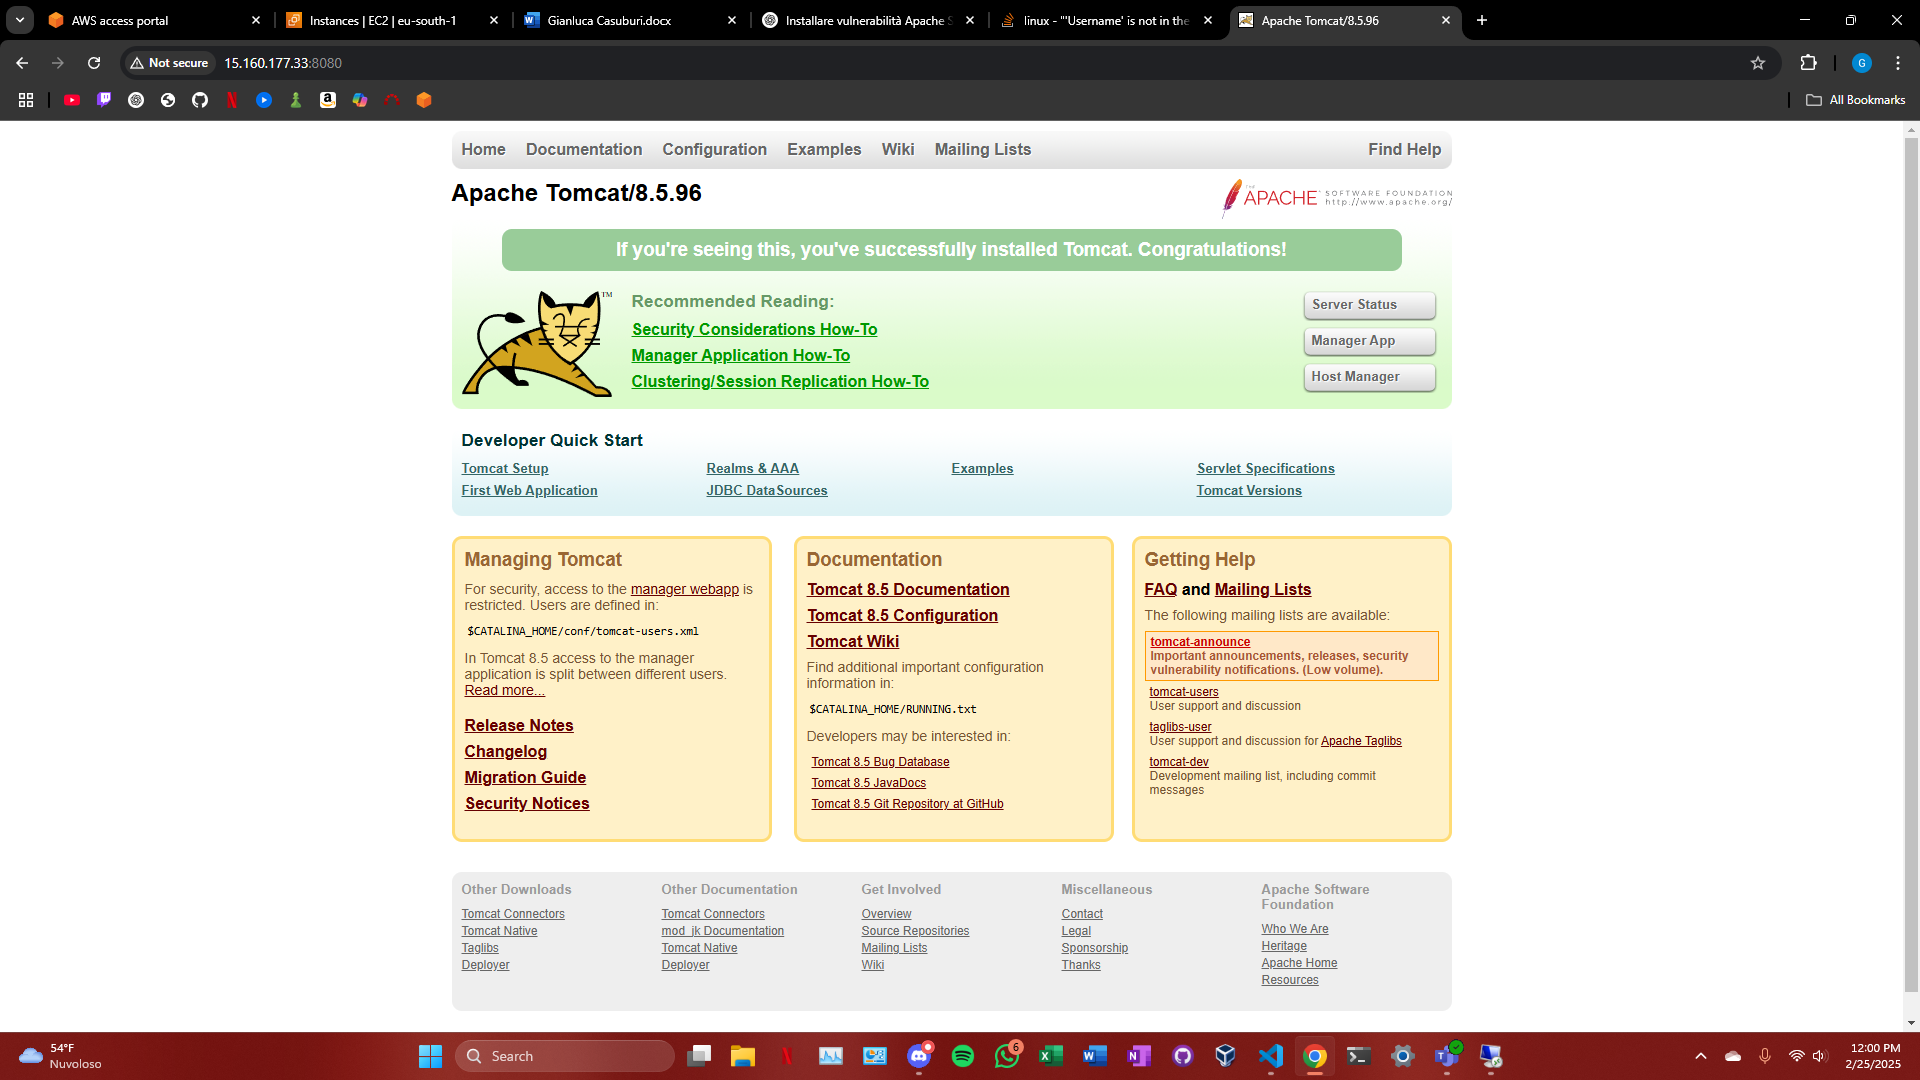 AWS access portal
Instances | EC2 | eu-south-1
Gianluca Casuburi.docx
Installare vulnerabilità Apache S
linux - "'Username' is not in the
Apache Tomcat/8.5.96
Not secure
15.160.177.33:8080
G
All Bookmarks
Home
Documentation
Configuration
Examples
Wiki
Mailing Lists
Find Help
Apache Tomcat/8.5.96
THE
APACHE
SOFTWARE FOUNDATION
http://www.apache.org/
If you're seeing this, you've successfully installed Tomcat. Congratulations!
TM
Recommended Reading:
Security Considerations How-To
Manager Application How-To
Clustering/Session Replication How-To
Server Status
Manager App
Host Manager
Developer Quick Start
Tomcat Setup
First Web Application
Realms & AAA
JDBC DataSources
Examples
Servlet Specifications
Tomcat Versions
Managing Tomcat
For security, access to the manager webapp is
restricted. Users are defined in:
$CATALINA_HOME/conf/tomcat-users.xml
In Tomcat 8.5 access to the manager
application is split between different users.
Read more...
Release Notes
Changelog
Migration Guide
Security Notices
Documentation
Tomcat 8.5 Documentation
Tomcat 8.5 Configuration
Tomcat Wiki
Find additional important configuration
information in:
$CATALINA_HOME/RUNNING.txt
Developers may be interested in:
Tomcat 8.5 Bug Database
Tomcat 8.5 JavaDocs
Tomcat 8.5 Git Repository at GitHub
Getting Help
FAQ and Mailing Lists
The following mailing lists are available:
tomcat-announce
Important announcements, releases, security
vulnerability notifications. (Low volume).
tomcat-users
User support and discussion
taglibs-user
User support and discussion for Apache Taglibs
tomcat-dev
Development mailing list, including commit
messages
Other Downloads
Tomcat Connectors
Tomcat Native
Taglibs
Deployer
Other Documentation
Tomcat Connectors
mod_jk Documentation
Tomcat Native
Deployer
Get Involved
Overview
Source Repositories
Mailing Lists
Wiki
Miscellaneous
Contact
Legal
Sponsorship
Thanks
Apache Software
Foundation
Who We Are
Heritage
Apache Home
Resources
54°F
Nuvoloso
Search
6
12:00 PM
2/25/2025